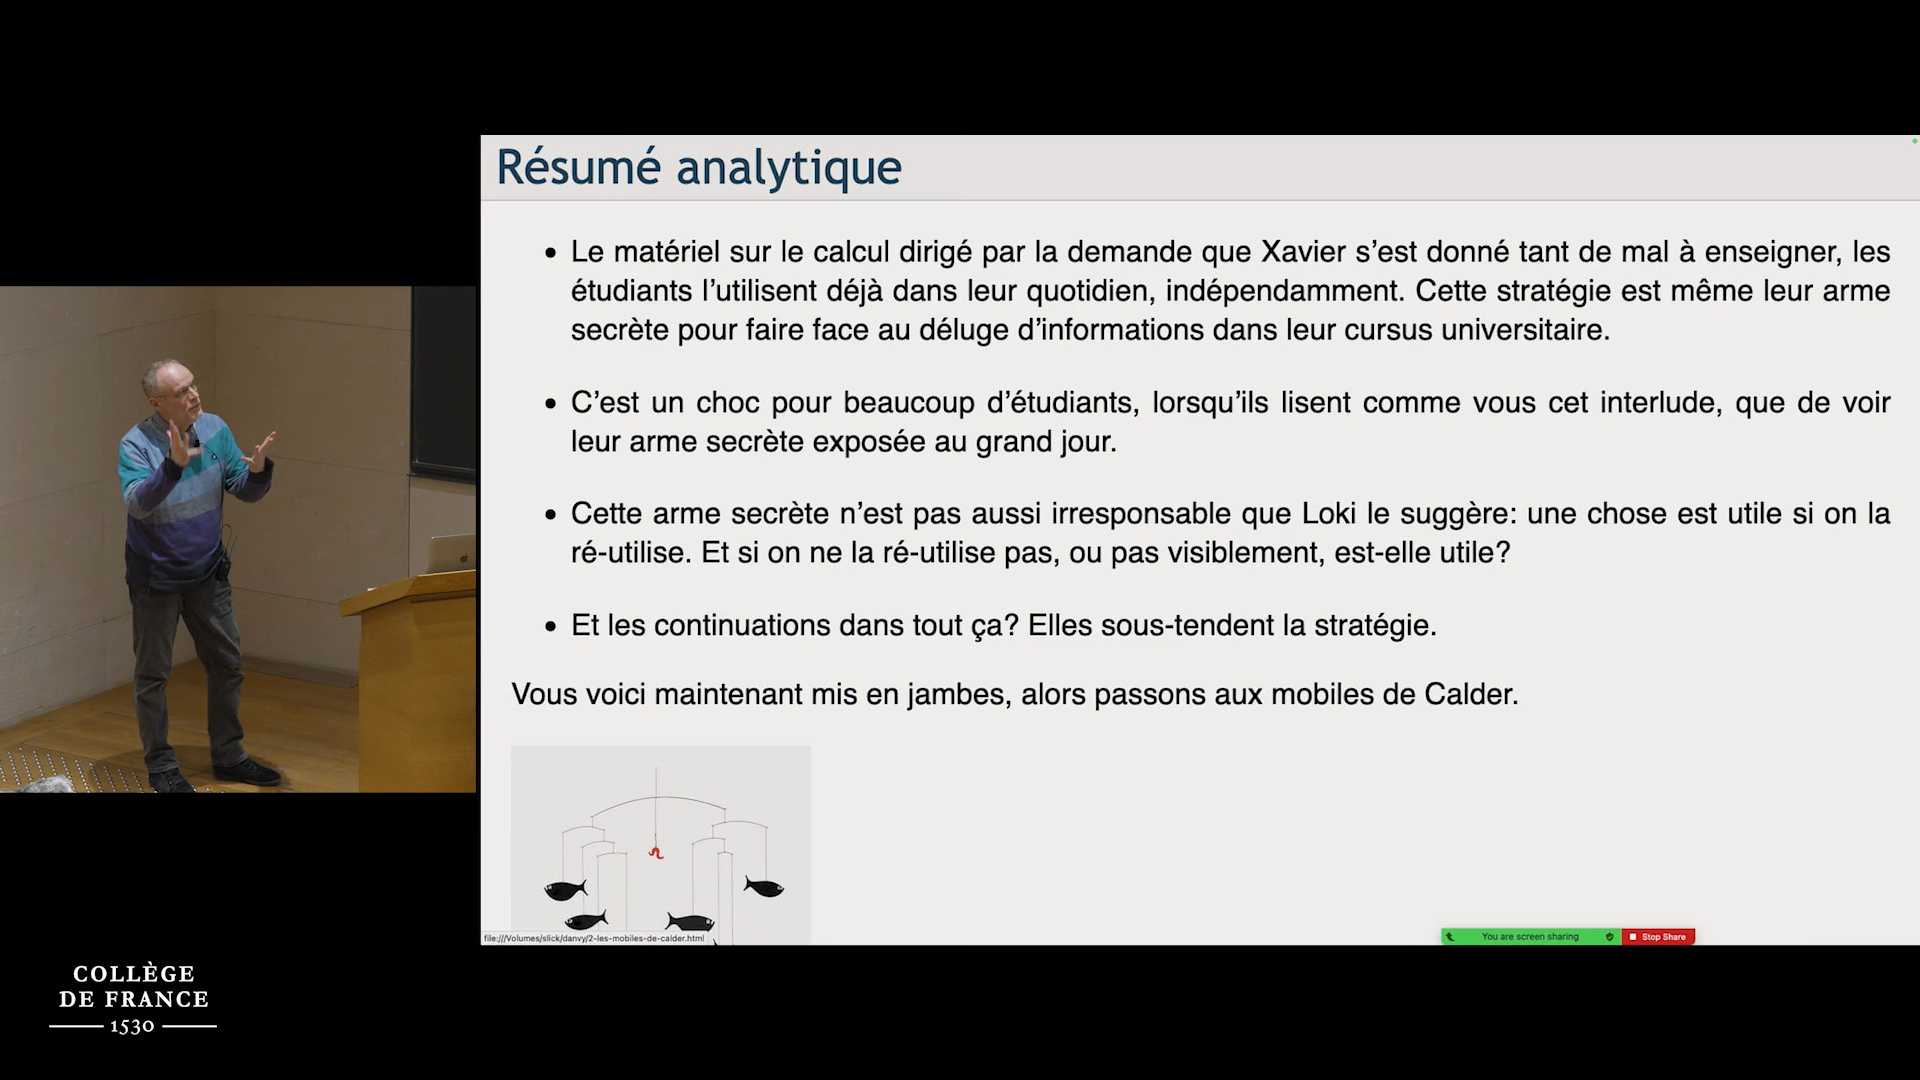 Résumé analytique
• Le matériel sur le calcul dirigé par la demande que Xavier s’est donné tant de mal à enseigner, les
étudiants l’utilisent déjà dans leur quotidien, indépendamment. Cette stratégie est même leur arme
secrète pour faire face au déluge d’informations dans leur cursus universitaire.
• C’est un choc pour beaucoup d’étudiants, lorsqu’ils lisent comme vous cet interlude, que de voir
leur arme secrète exposée au grand jour.
• Cette arme secrète n’est pas aussi irresponsable que Loki le suggère: une chose est utile si on la
ré-utilise. Et si on ne la ré-utilise pas, ou pas visiblement, est-elle utile?
• Et les continuations dans tout ça? Elles sous-tendent la stratégie.
Vous voici maintenant mis en jambes, alors passons aux mobiles de Calder.
file:///Volumes/slick/danvy/2-les-mobiles-de-calder.html
You are screen sharing
Stop Share
COLLÈGE
DE FRANCE
1530